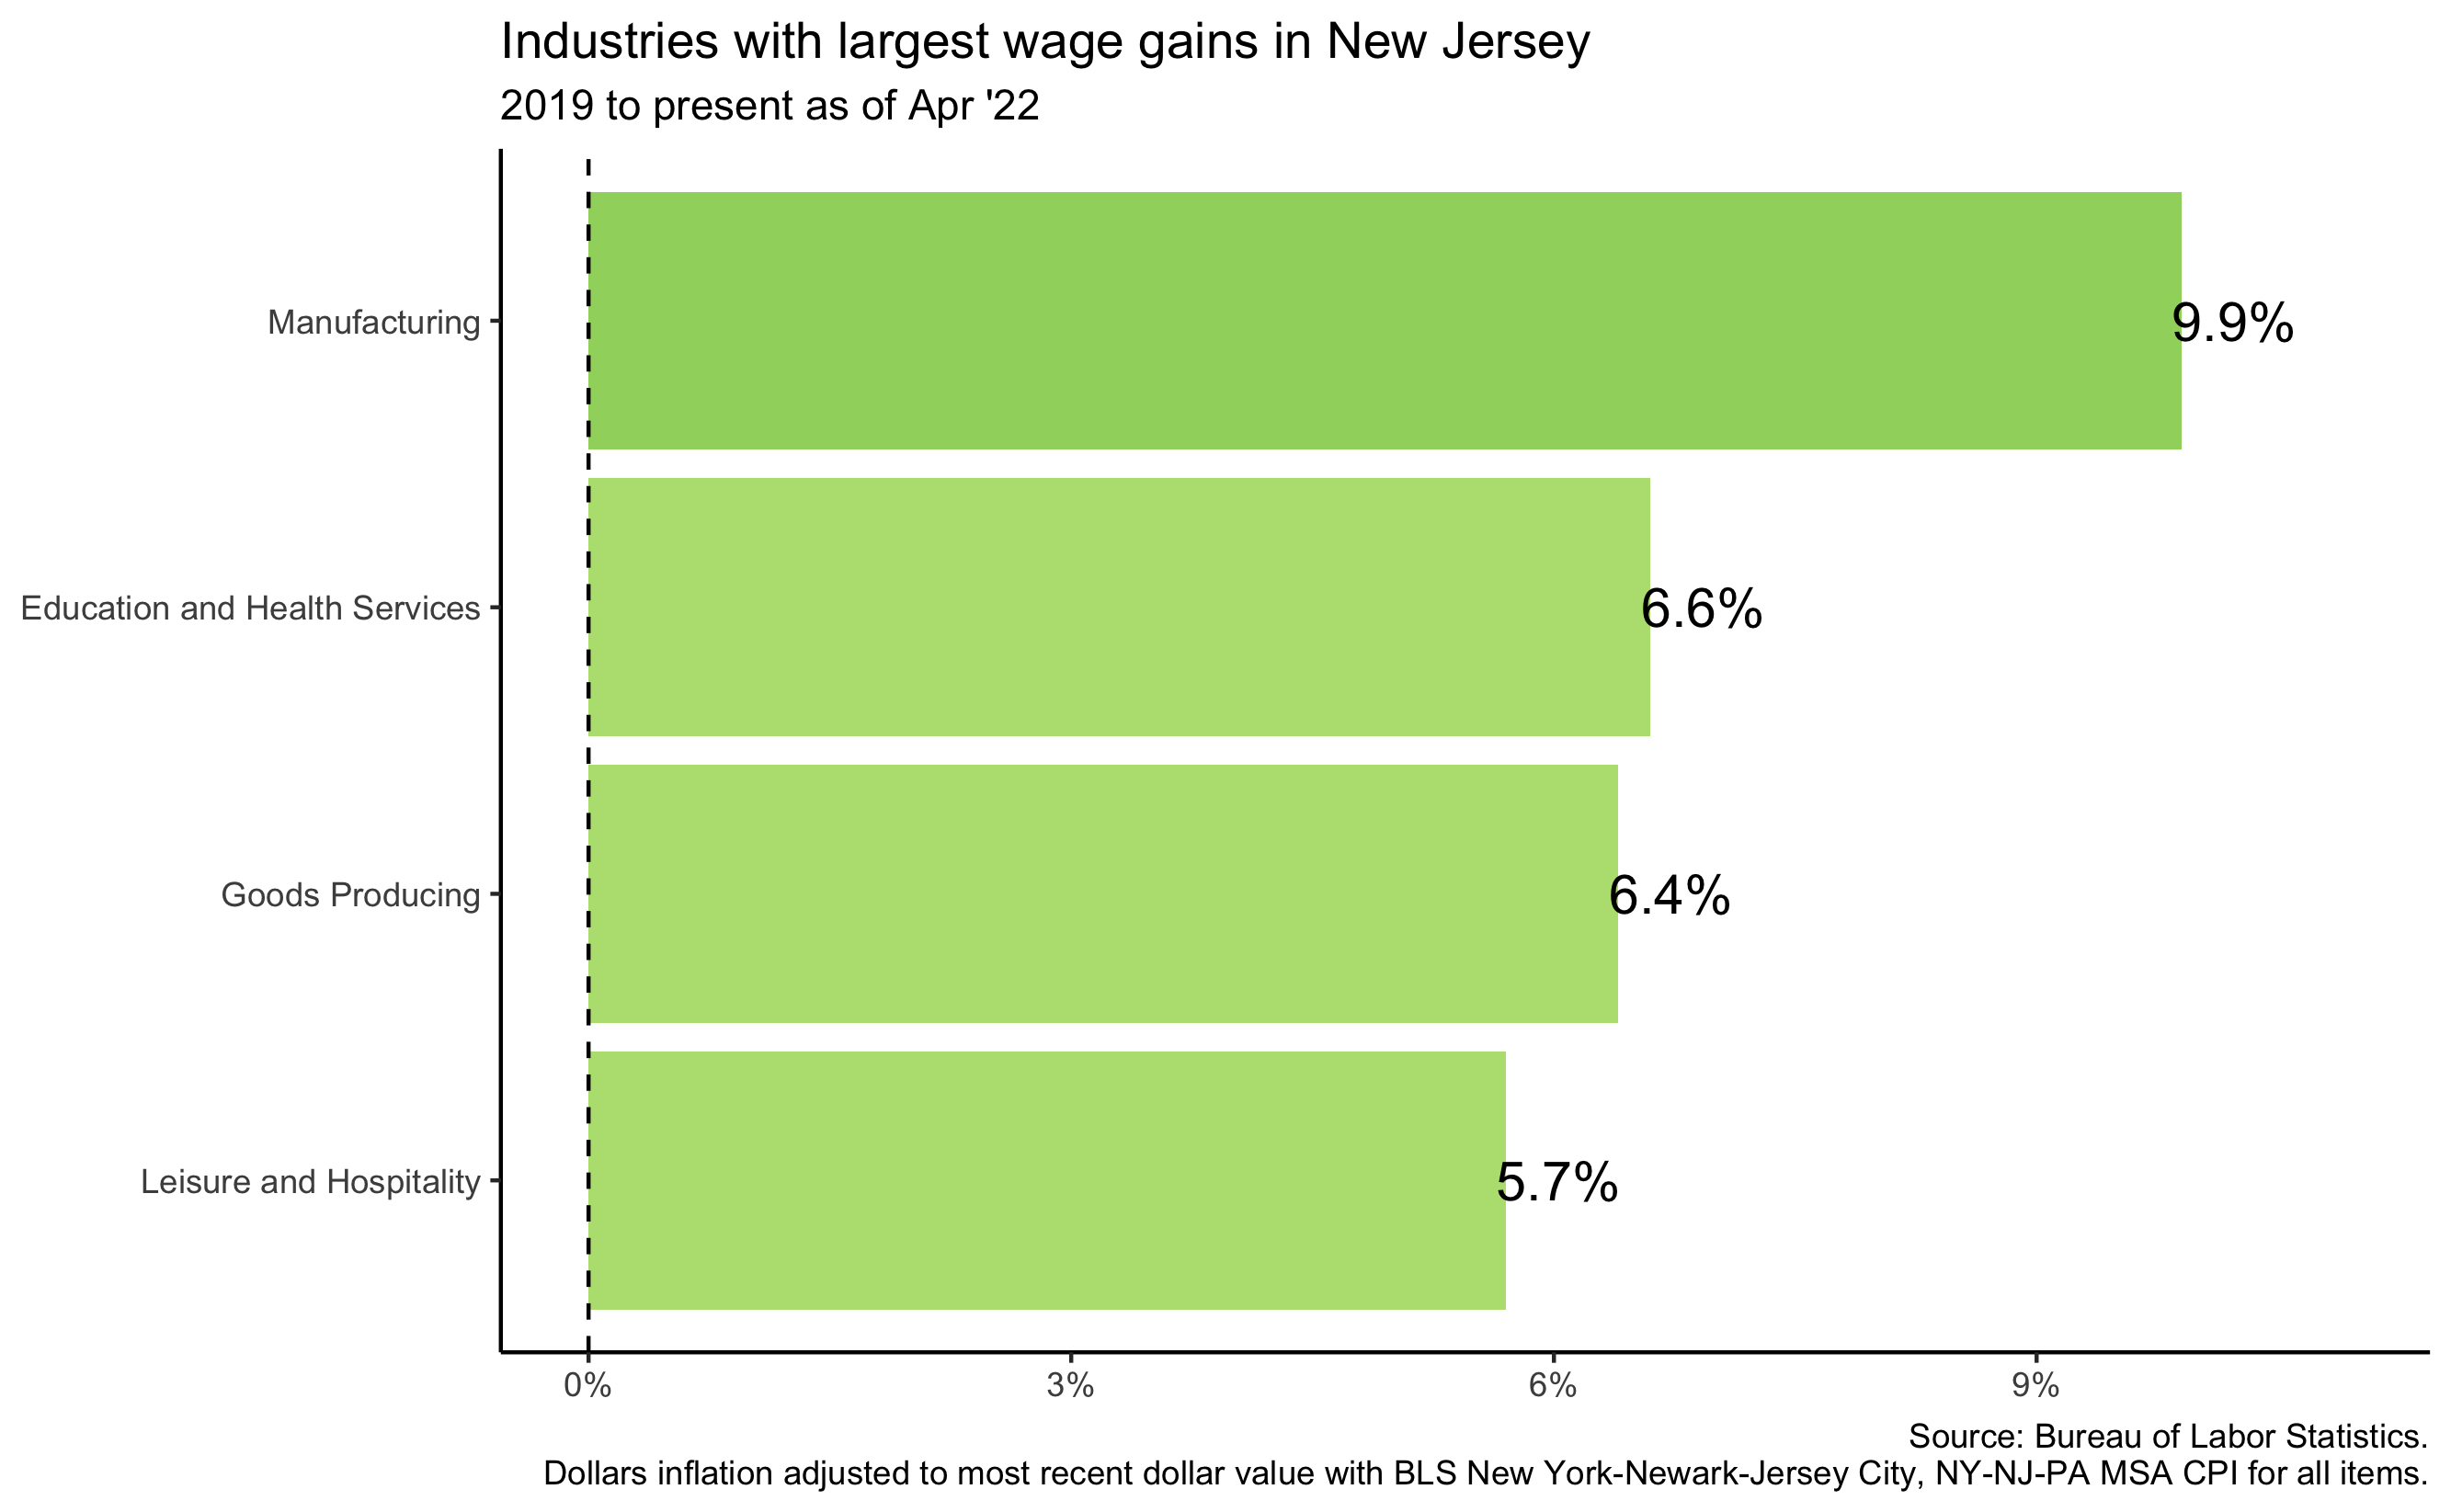 Industries with largest wage gains in New Jersey
2019 to present as of Apr '22
Manufacturing
9.9%
Education and Health Services
6.6%
Goods Producing
6.4%
Leisure and Hospitality
5.7%
0%
3%
6%
9%
Source: Bureau of Labor Statistics.
Dollars inflation adjusted to most recent dollar value with BLS New York-Newark-Jersey City, NY-NJ-PA MSA CPI for all items.